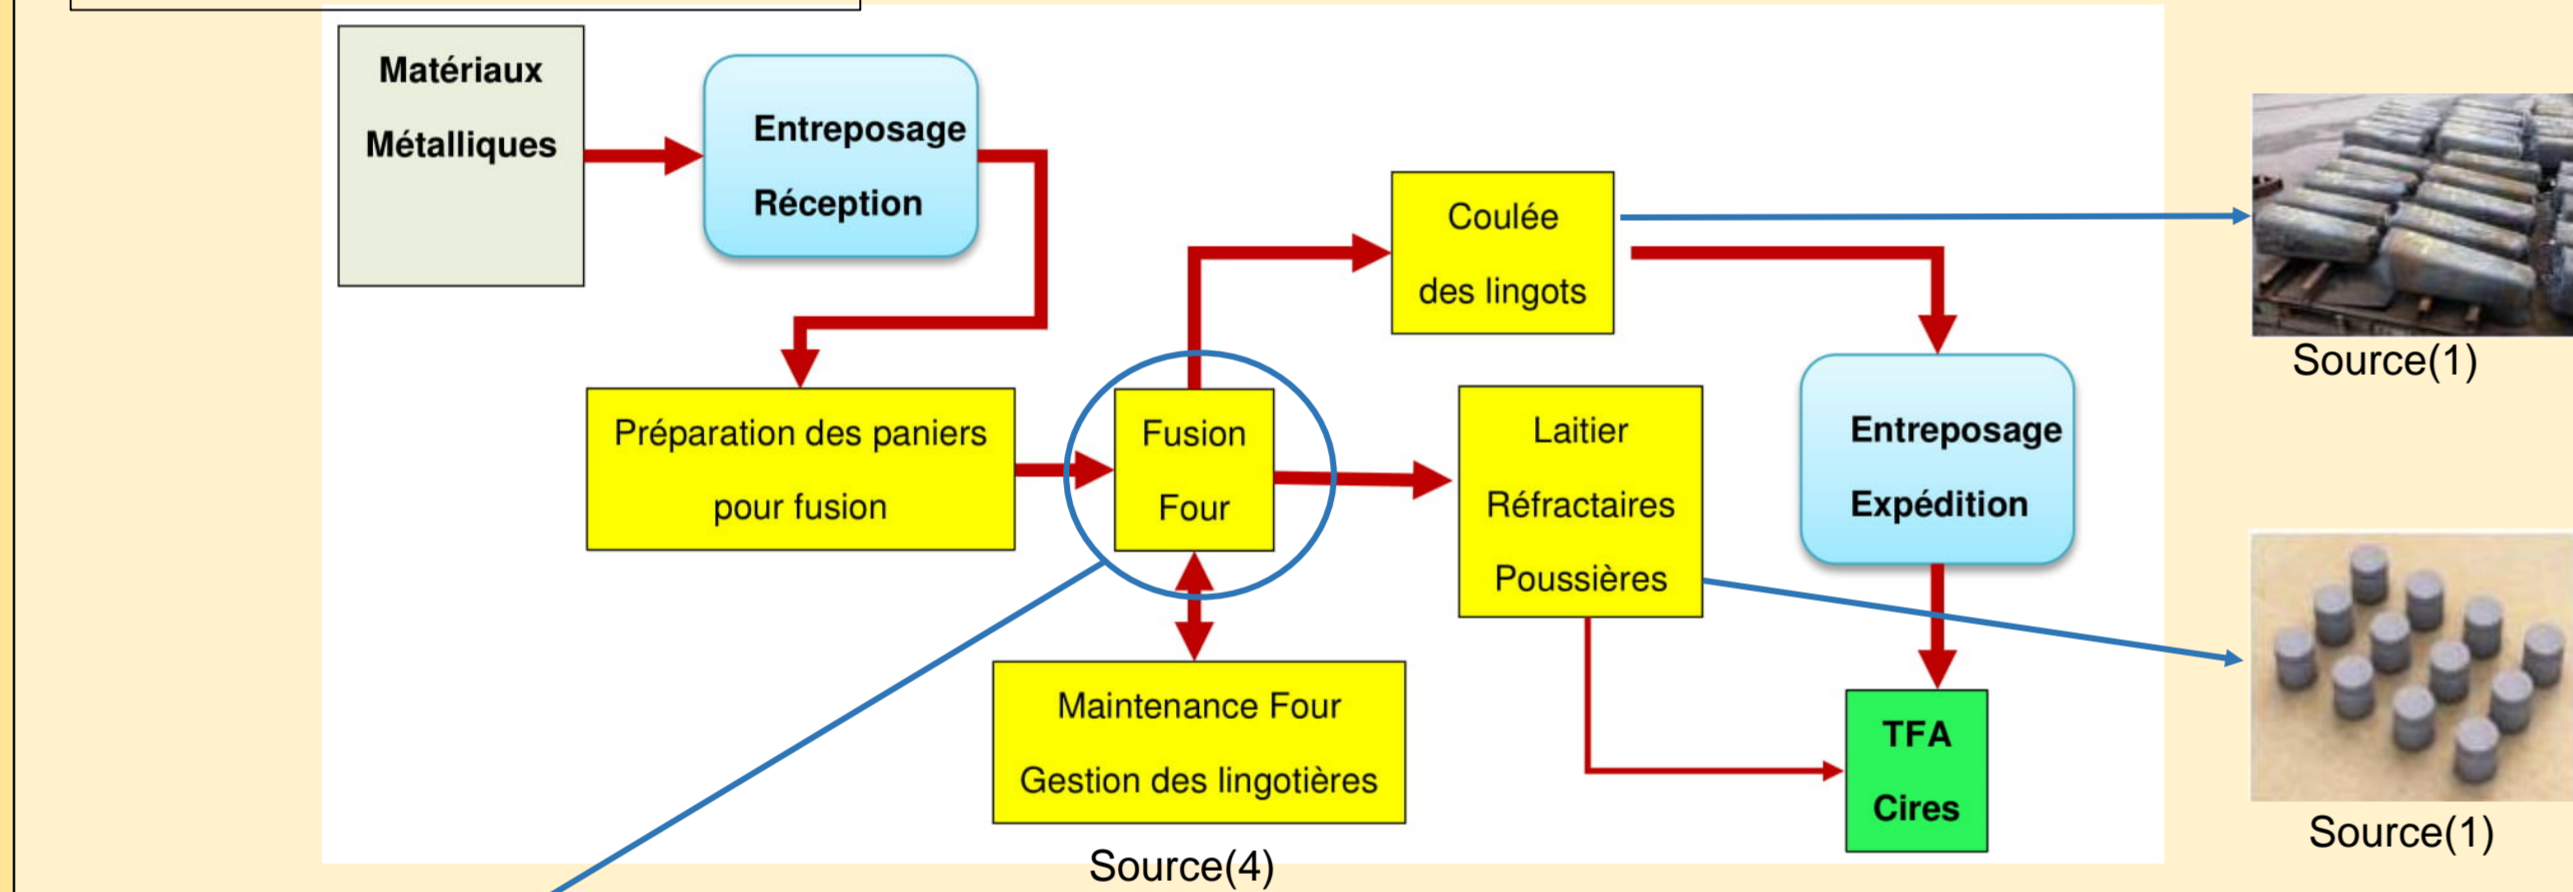 Matériaux
Métalliques
Entreposage
Réception
Coulée
des lingots
Source(1)
Préparation des paniers
pour fusion
Fusion
Four
Laitier
Réfractaires
Poussières
Entreposage
Expédition
Maintenance Four
Gestion des lingotières
TFA
Cires
Source(1)
Source(4)